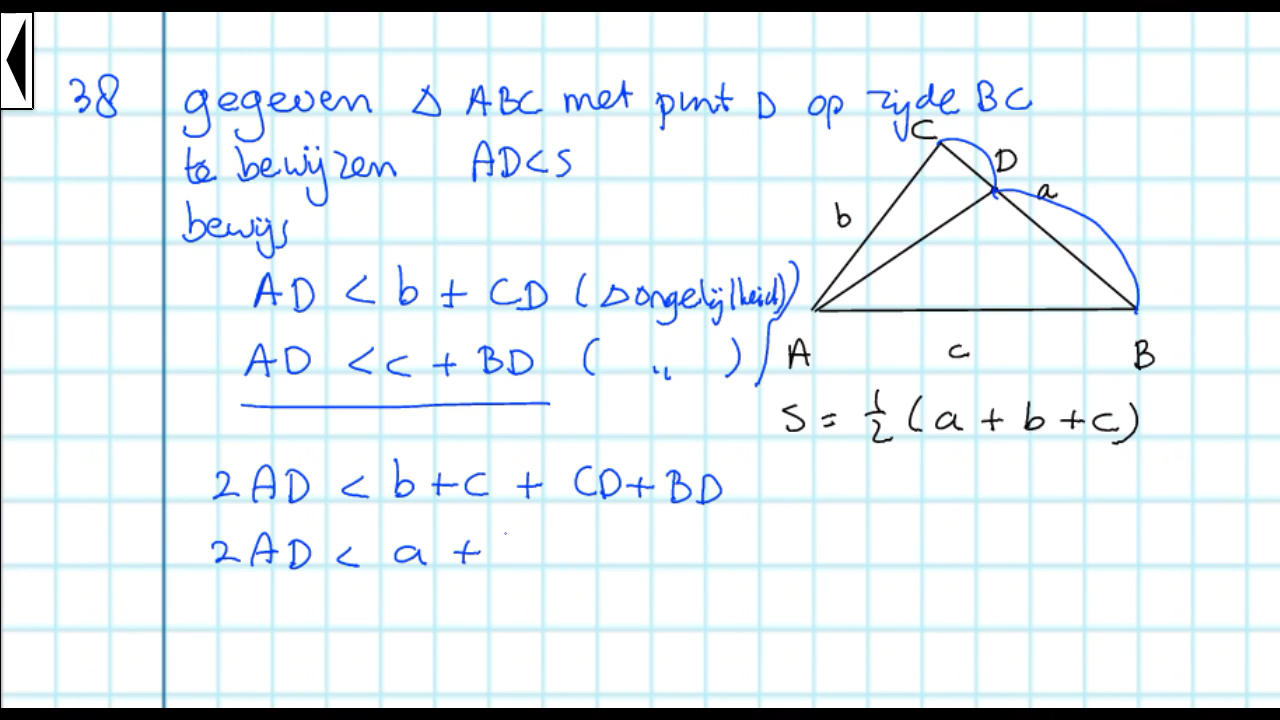 38 gegeven Δ ABC met punt D op zijde BC
te bewijzen AD<S
bewijs
AD < b + CD (Δongelijkheid)
AD < c + BD ( " )
2AD < b+c + CD+BD
2AD < a +
C
D
a
b
A
c
B
S = ½ (a + b + c)